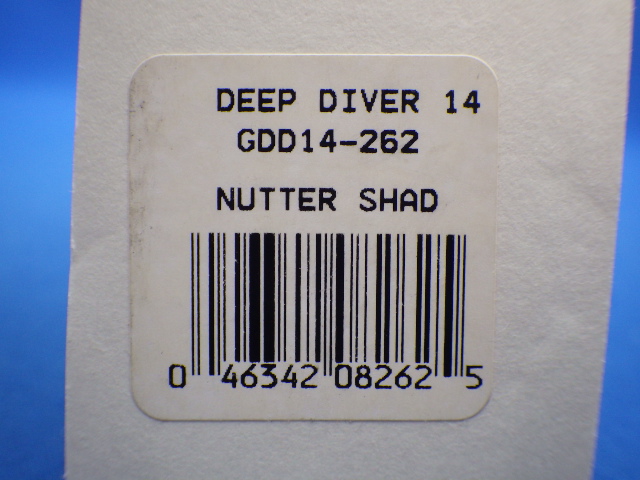 DEEP DIVER 14
GDD14-262
NUTTER SHAD
0 46342 08262 5